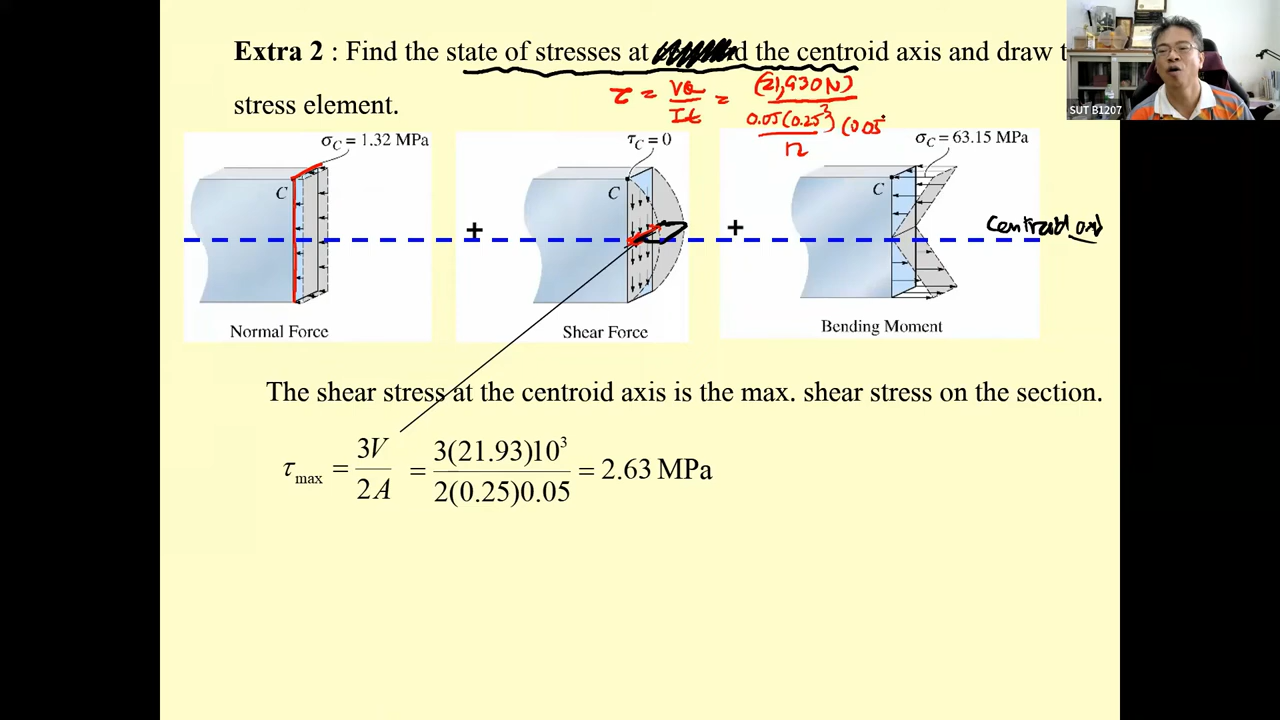 Extra 2 : Find the state of stresses at the centroid axis and draw t
stress element.
τ = VQ / It = (21,930N) / 0.05(0.25³) / 12 (0.05
σC = 1.32 MPa
C
Normal Force
+
τC = 0
C
Shear Force
+
σC = 63.15 MPa
C
Bending Moment
Centroid
The shear stress at the centroid axis is the max. shear stress on the section.
τmax = 3V / 2A = 3(21.93)10³ / 2(0.25)0.05 = 2.63 MPa
SUT B1207